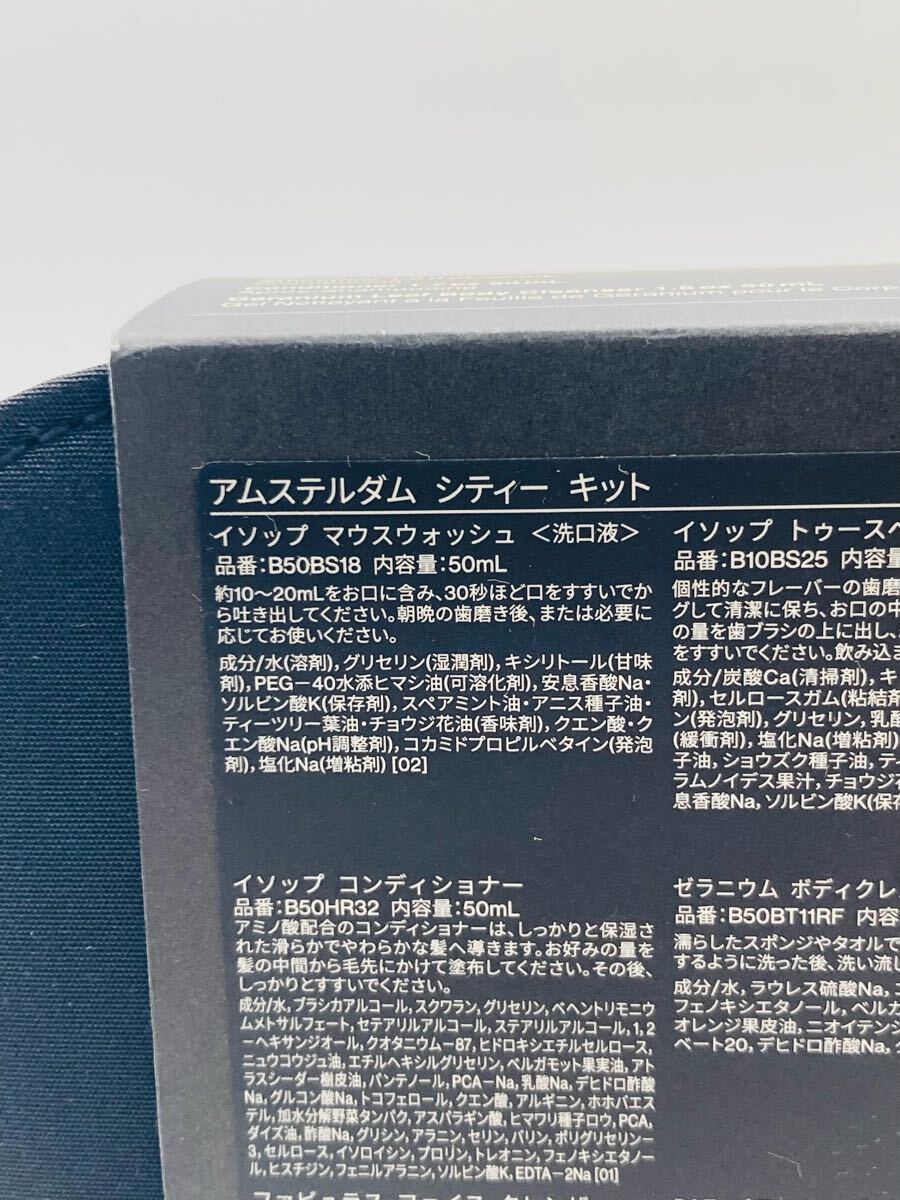 Geranium Leaf Body Cleanser 1.6 oz 50 mL
Gel Nettoyant à la Feuille de Geranium pour le Corp
アムステルダム シティー キット
イソップ マウスウォッシュ <洗口液>
品番:B50BS18 内容量:50mL
約10〜20mLをお口に含み、30秒ほど口をすすいでか
ら吐き出してください。朝晩の歯磨き後、または必要に
応じてお使いください。
成分/水(溶剤),グリセリン(湿潤剤),キシリトール(甘味
剤),PEG-40水添ヒマシ油(可溶化剤),安息香酸Na・
ソルビン酸K(保存剤),スペアミント油・アニス種子油・
ティーツリー葉油・チョウジ花油(香味剤),クエン酸・ク
エン酸Na(pH調整剤),コカミドプロピルベタイン(発泡
剤),塩化Na(増粘剤) [02]
イソップ トゥースペ
品番:B10BS25 内容量
個性的なフレーバーの歯磨
グして清潔に保ち、お口の中
の量を歯ブラシの上に出し、
をすすいでください。飲み込ま
成分/炭酸Ca(清掃剤),キ
剤),セルロースガム(粘結剤
ン(発泡剤),グリセリン,乳酸
(緩衝剤),塩化Na(増粘剤)
子油,ショウズク種子油,ティ
ラムノイデス果汁,チョウジ花
息香酸Na,ソルビン酸K(保存
イソップ コンディショナー
品番:B50HR32 内容量:50mL
アミノ酸配合のコンディショナーは、しっかりと保湿さ
れた滑らかでやわらかな髪へ導きます。お好みの量を
髪の中間から毛先にかけて塗布してください。その後、
しっかりとすすいでください。
成分/水,ブラシカアルコール,スクワラン,グリセリン,ベヘントリモニウ
ムメトサルフェート,セテアリルアルコール,ステアリルアルコール,1,2
-ヘキサンジオール,クオタニウム-87,ヒドロキシエチルセルロース,
ニュウコウジュ油,エチルヘキシルグリセリン,ベルガモット果実油,アト
ラスシーダー樹皮油,パンテノール,PCA-Na,乳酸Na,デヒドロ酢酸
Na,グルコン酸Na,トコフェロール,クエン酸,アルギニン,ホホバエス
テル,加水分解野菜タンパク,アスパラギン酸,ヒマワリ種子ロウ,PCA,
ダイズ油,酢酸Na,グリシン,アラニン,セリン,バリン,ポリグリセリン-
3,セルロース,イソロイシン,プロリン,トレオニン,フェノキシエタノー
ル,ヒスチジン,フェニルアラニン,ソルビン酸K,EDTA-2Na [01]
ゼラニウム ボディクレ
品番:B50BT11RF 内容
濡らしたスポンジやタオルで
するように洗った後、洗い流し
成分/水,ラウレス硫酸Na,
フェノキシエタノール,ベルガ
オレンジ果皮油,ニオイテンジ
ベート20,デヒドロ酢酸Na,